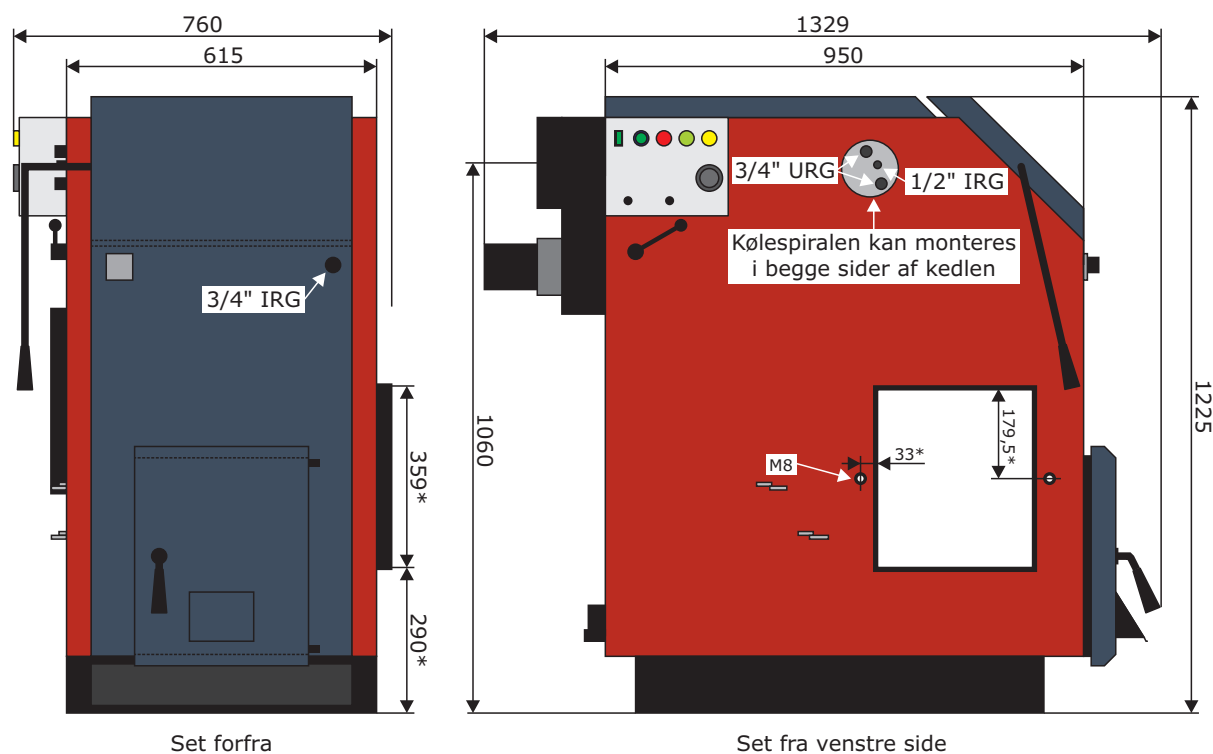 760
615
3/4" IRG
359*
290*
Set forfra
1329
950
3/4" URG
1/2" IRG
Kølespiralen kan monteres
i begge sider af kedlen
1060
M8
33*
179,5*
1225
Set fra venstre side